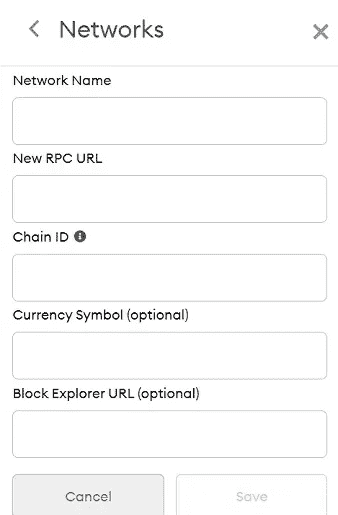 Networks
Network Name
New RPC URL
Chain ID
Currency Symbol (optional)
Block Explorer URL (optional)
Cancel
Save